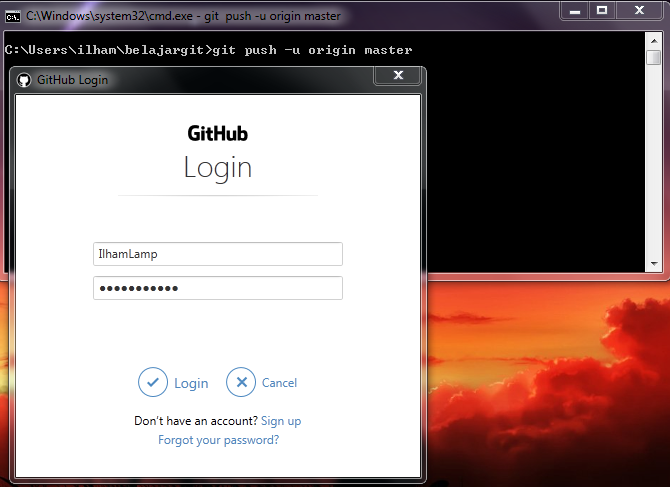 C:\Windows\system32\cmd.exe - git  push -u origin master
C:\Users\ilham\belajargit>git push -u origin master
GitHub Login
GitHub
Login
IlhamLamp
●●●●●●●●●●●
Login
Cancel
Don't have an account? Sign up
Forgot your password?